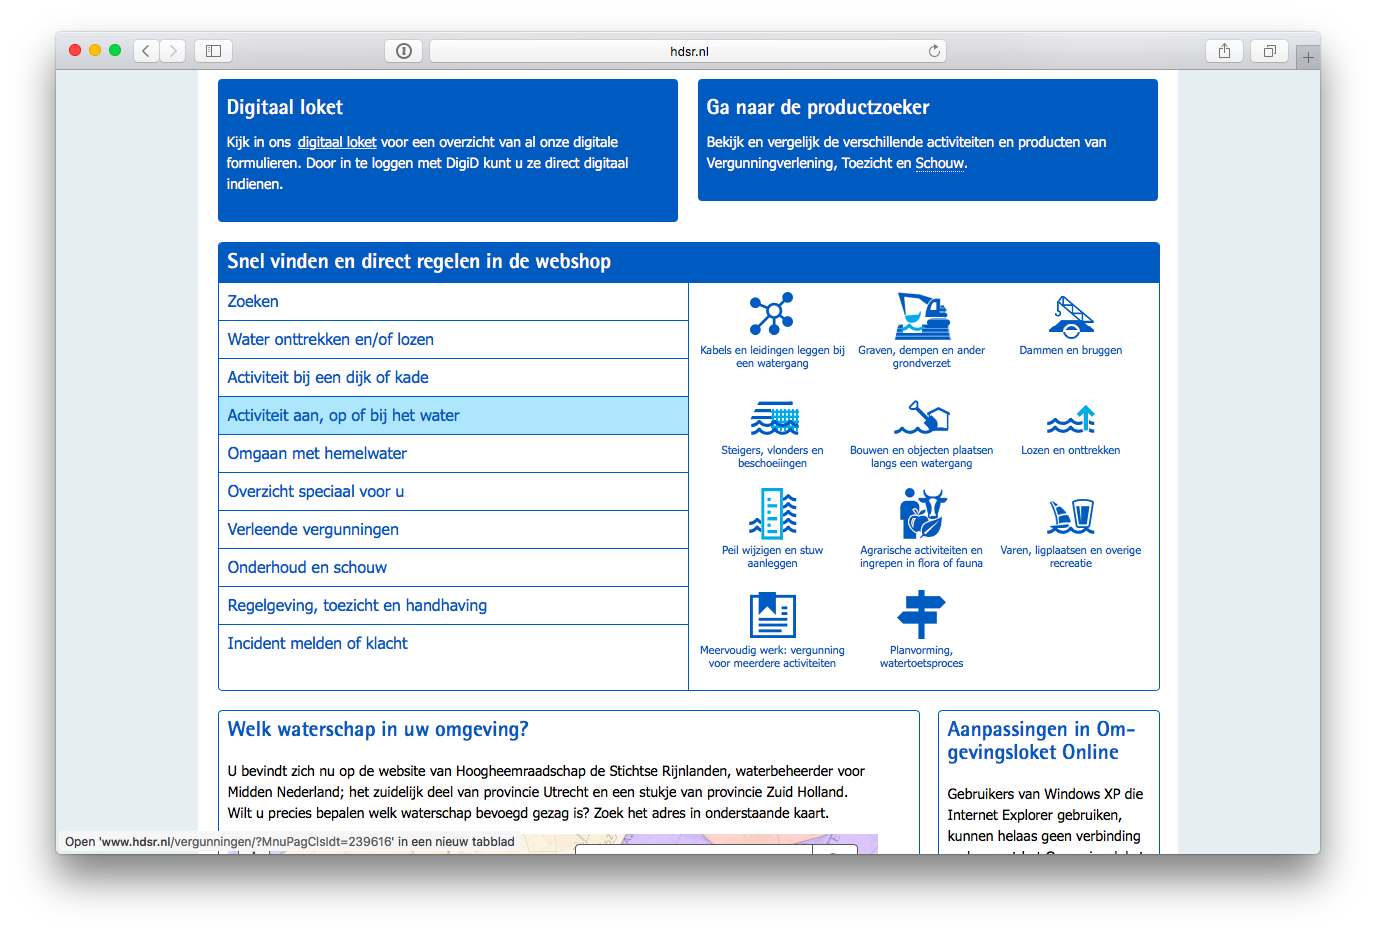 hdsr.nl
Digitaal loket
Kijk in ons digitaal loket voor een overzicht van al onze digitale
formulieren. Door in te loggen met DigiD kunt u ze direct digitaal
indienen.
Ga naar de productzoeker
Bekijk en vergelijk de verschillende activiteiten en producten van
Vergunningverlening, Toezicht en Schouw.
Snel vinden en direct regelen in de webshop
Zoeken
Water onttrekken en/of lozen
Activiteit bij een dijk of kade
Activiteit aan, op of bij het water
Omgaan met hemelwater
Overzicht speciaal voor u
Verleende vergunningen
Onderhoud en schouw
Regelgeving, toezicht en handhaving
Incident melden of klacht
Kabels en leidingen leggen bij
een watergang
Graven, dempen en ander
grondverzet
Dammen en bruggen
Steigers, vlonders en
beschoeiingen
Bouwen en objecten plaatsen
langs een watergang
Lozen en onttrekken
Peil wijzigen en stuw
aanleggen
Agrarische activiteiten en
ingrepen in flora of fauna
Varen, ligplaatsen en overige
recreatie
Meervoudig werk: vergunning
voor meerdere activiteiten
Planvorming,
watertoetsproces
Welk waterschap in uw omgeving?
U bevindt zich nu op de website van Hoogheemraadschap de Stichtse Rijnlanden, waterbeheerder voor
Midden Nederland; het zuidelijk deel van provincie Utrecht en een stukje van provincie Zuid Holland.
Wilt u precies bepalen welk waterschap bevoegd gezag is? Zoek het adres in onderstaande kaart.
Aanpassingen in Om-
gevingsloket Online
Gebruikers van Windows XP die
Internet Explorer gebruiken,
kunnen helaas geen verbinding
Open 'www.hdsr.nl/vergunningen/?MnuPagClsIdt=239616' in een nieuw tabblad